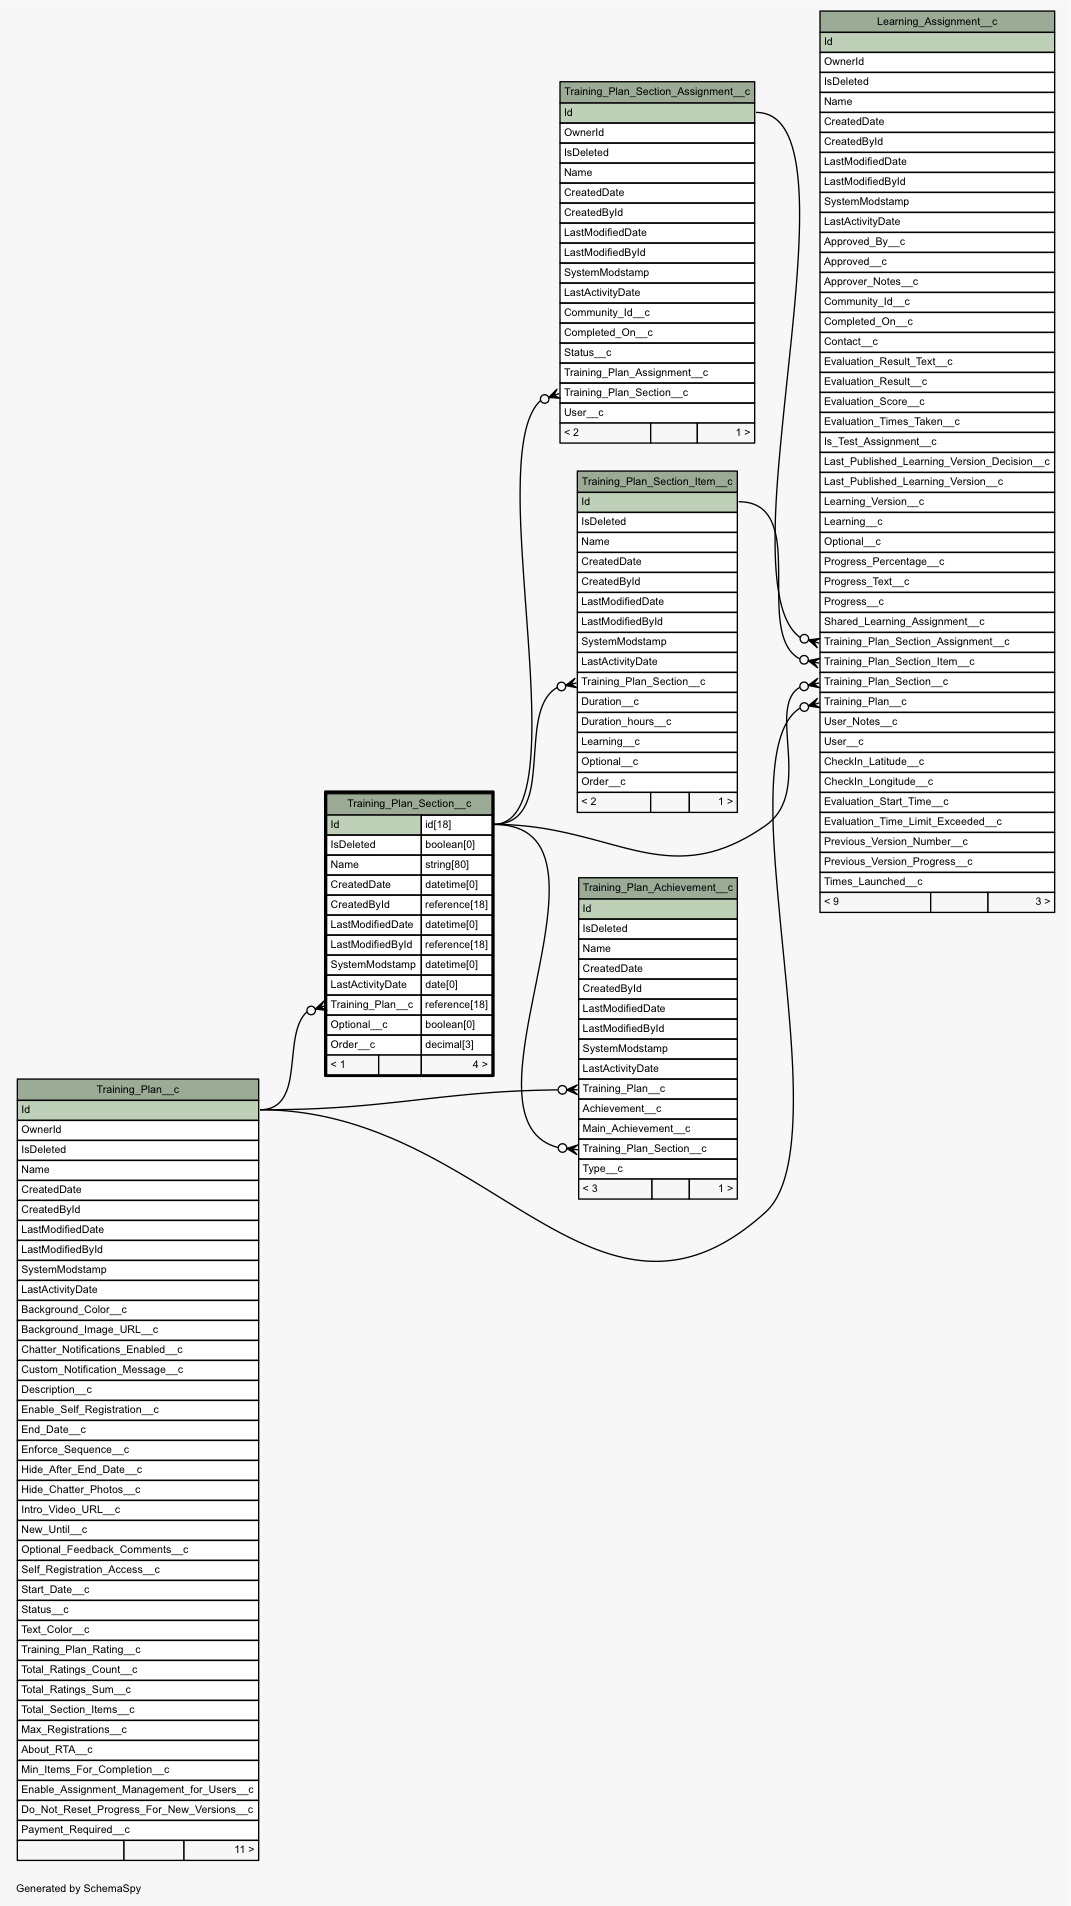 Learning_Assignment__c
Id
OwnerId
IsDeleted
Name
CreatedDate
CreatedById
LastModifiedDate
LastModifiedById
SystemModstamp
LastActivityDate
Approved_By__c
Approved__c
Approver_Notes__c
Community_Id__c
Completed_On__c
Contact__c
Evaluation_Result_Text__c
Evaluation_Result__c
Evaluation_Score__c
Evaluation_Times_Taken__c
Is_Test_Assignment__c
Last_Published_Learning_Version_Decision__c
Last_Published_Learning_Version__c
Learning_Version__c
Learning__c
Optional__c
Progress_Percentage__c
Progress_Text__c
Progress__c
Shared_Learning_Assignment__c
Training_Plan_Section_Assignment__c
Training_Plan_Section_Item__c
Training_Plan_Section__c
Training_Plan__c
User_Notes__c
User__c
CheckIn_Latitude__c
CheckIn_Longitude__c
Evaluation_Start_Time__c
Evaluation_Time_Limit_Exceeded__c
Previous_Version_Number__c
Previous_Version_Progress__c
Times_Launched__c
< 9 3 >
Training_Plan_Section_Assignment__c
Id
OwnerId
IsDeleted
Name
CreatedDate
CreatedById
LastModifiedDate
LastModifiedById
SystemModstamp
LastActivityDate
Community_Id__c
Completed_On__c
Status__c
Training_Plan_Assignment__c
Training_Plan_Section__c
User__c
< 2 1 >
Training_Plan_Section_Item__c
Id
IsDeleted
Name
CreatedDate
CreatedById
LastModifiedDate
LastModifiedById
SystemModstamp
LastActivityDate
Training_Plan_Section__c
Duration__c
Duration_hours__c
Learning__c
Optional__c
Order__c
< 2 1 >
Training_Plan_Section__c
Id id[18]
IsDeleted boolean[0]
Name string[80]
CreatedDate datetime[0]
CreatedById reference[18]
LastModifiedDate datetime[0]
LastModifiedById reference[18]
SystemModstamp datetime[0]
LastActivityDate date[0]
Training_Plan__c reference[18]
Optional__c boolean[0]
Order__c decimal[3]
< 1 4 >
Training_Plan_Achievement__c
Id
IsDeleted
Name
CreatedDate
CreatedById
LastModifiedDate
LastModifiedById
SystemModstamp
LastActivityDate
Training_Plan__c
Achievement__c
Main_Achievement__c
Training_Plan_Section__c
Type__c
< 3 1 >
Training_Plan__c
Id
OwnerId
IsDeleted
Name
CreatedDate
CreatedById
LastModifiedDate
LastModifiedById
SystemModstamp
LastActivityDate
Background_Color__c
Background_Image_URL__c
Chatter_Notifications_Enabled__c
Custom_Notification_Message__c
Description__c
Enable_Self_Registration__c
End_Date__c
Enforce_Sequence__c
Hide_After_End_Date__c
Hide_Chatter_Photos__c
Intro_Video_URL__c
New_Until__c
Optional_Feedback_Comments__c
Self_Registration_Access__c
Start_Date__c
Status__c
Text_Color__c
Training_Plan_Rating__c
Total_Ratings_Count__c
Total_Ratings_Sum__c
Total_Section_Items__c
Max_Registrations__c
About_RTA__c
Min_Items_For_Completion__c
Enable_Assignment_Management_for_Users__c
Do_Not_Reset_Progress_For_New_Versions__c
Payment_Required__c
11 >
Generated by SchemaSpy